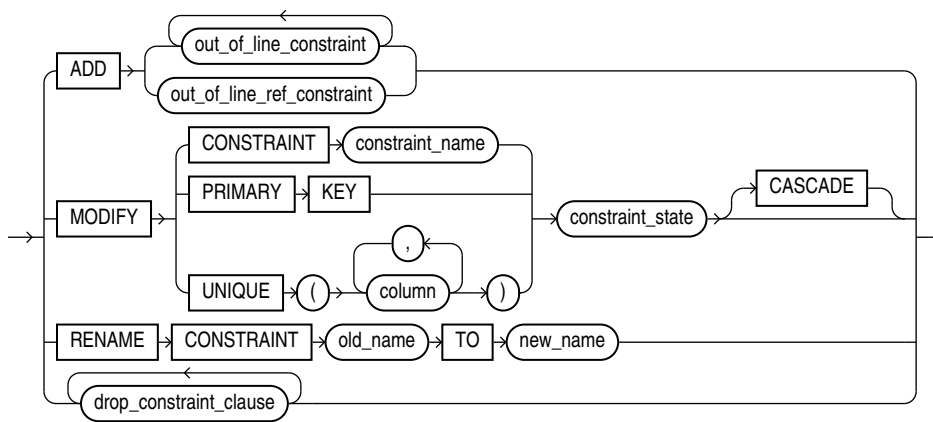 out_of_line_constraint
ADD
out_of_line_ref_constraint
CONSTRAINT constraint_name
PRIMARY KEY
CASCADE
MODIFY
constraint_state
,
UNIQUE ( column )
RENAME CONSTRAINT old_name TO new_name
drop_constraint_clause